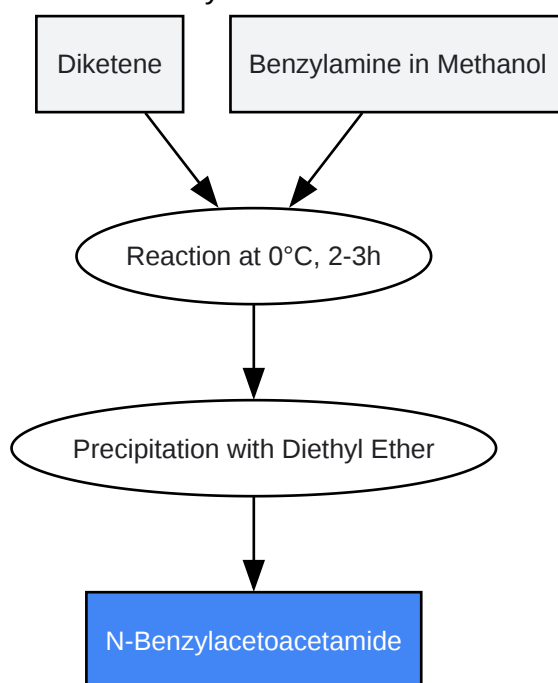 Diketene
Benzylamine in Methanol
Reaction at 0°C, 2-3h
Precipitation with Diethyl Ether
N-Benzylacetoacetamide